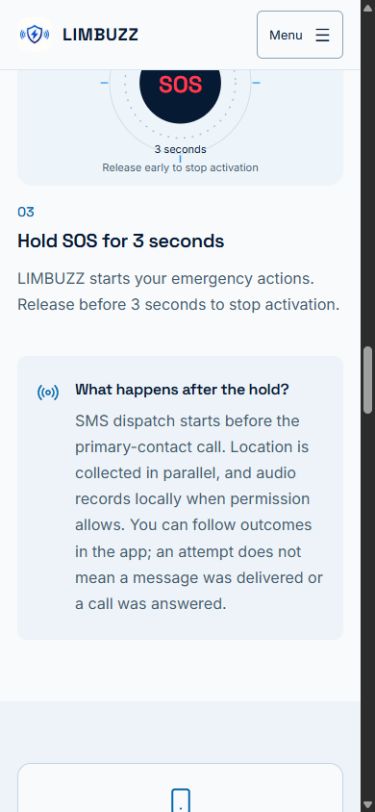 LIMBUZZ
Menu
SOS
3 seconds
Release early to stop activation
03
Hold SOS for 3 seconds
LIMBUZZ starts your emergency actions.
Release before 3 seconds to stop activation.
What happens after the hold?
SMS dispatch starts before the
primary-contact call. Location is
collected in parallel, and audio
records locally when permission
allows. You can follow outcomes
in the app; an attempt does not
mean a message was delivered or
a call was answered.